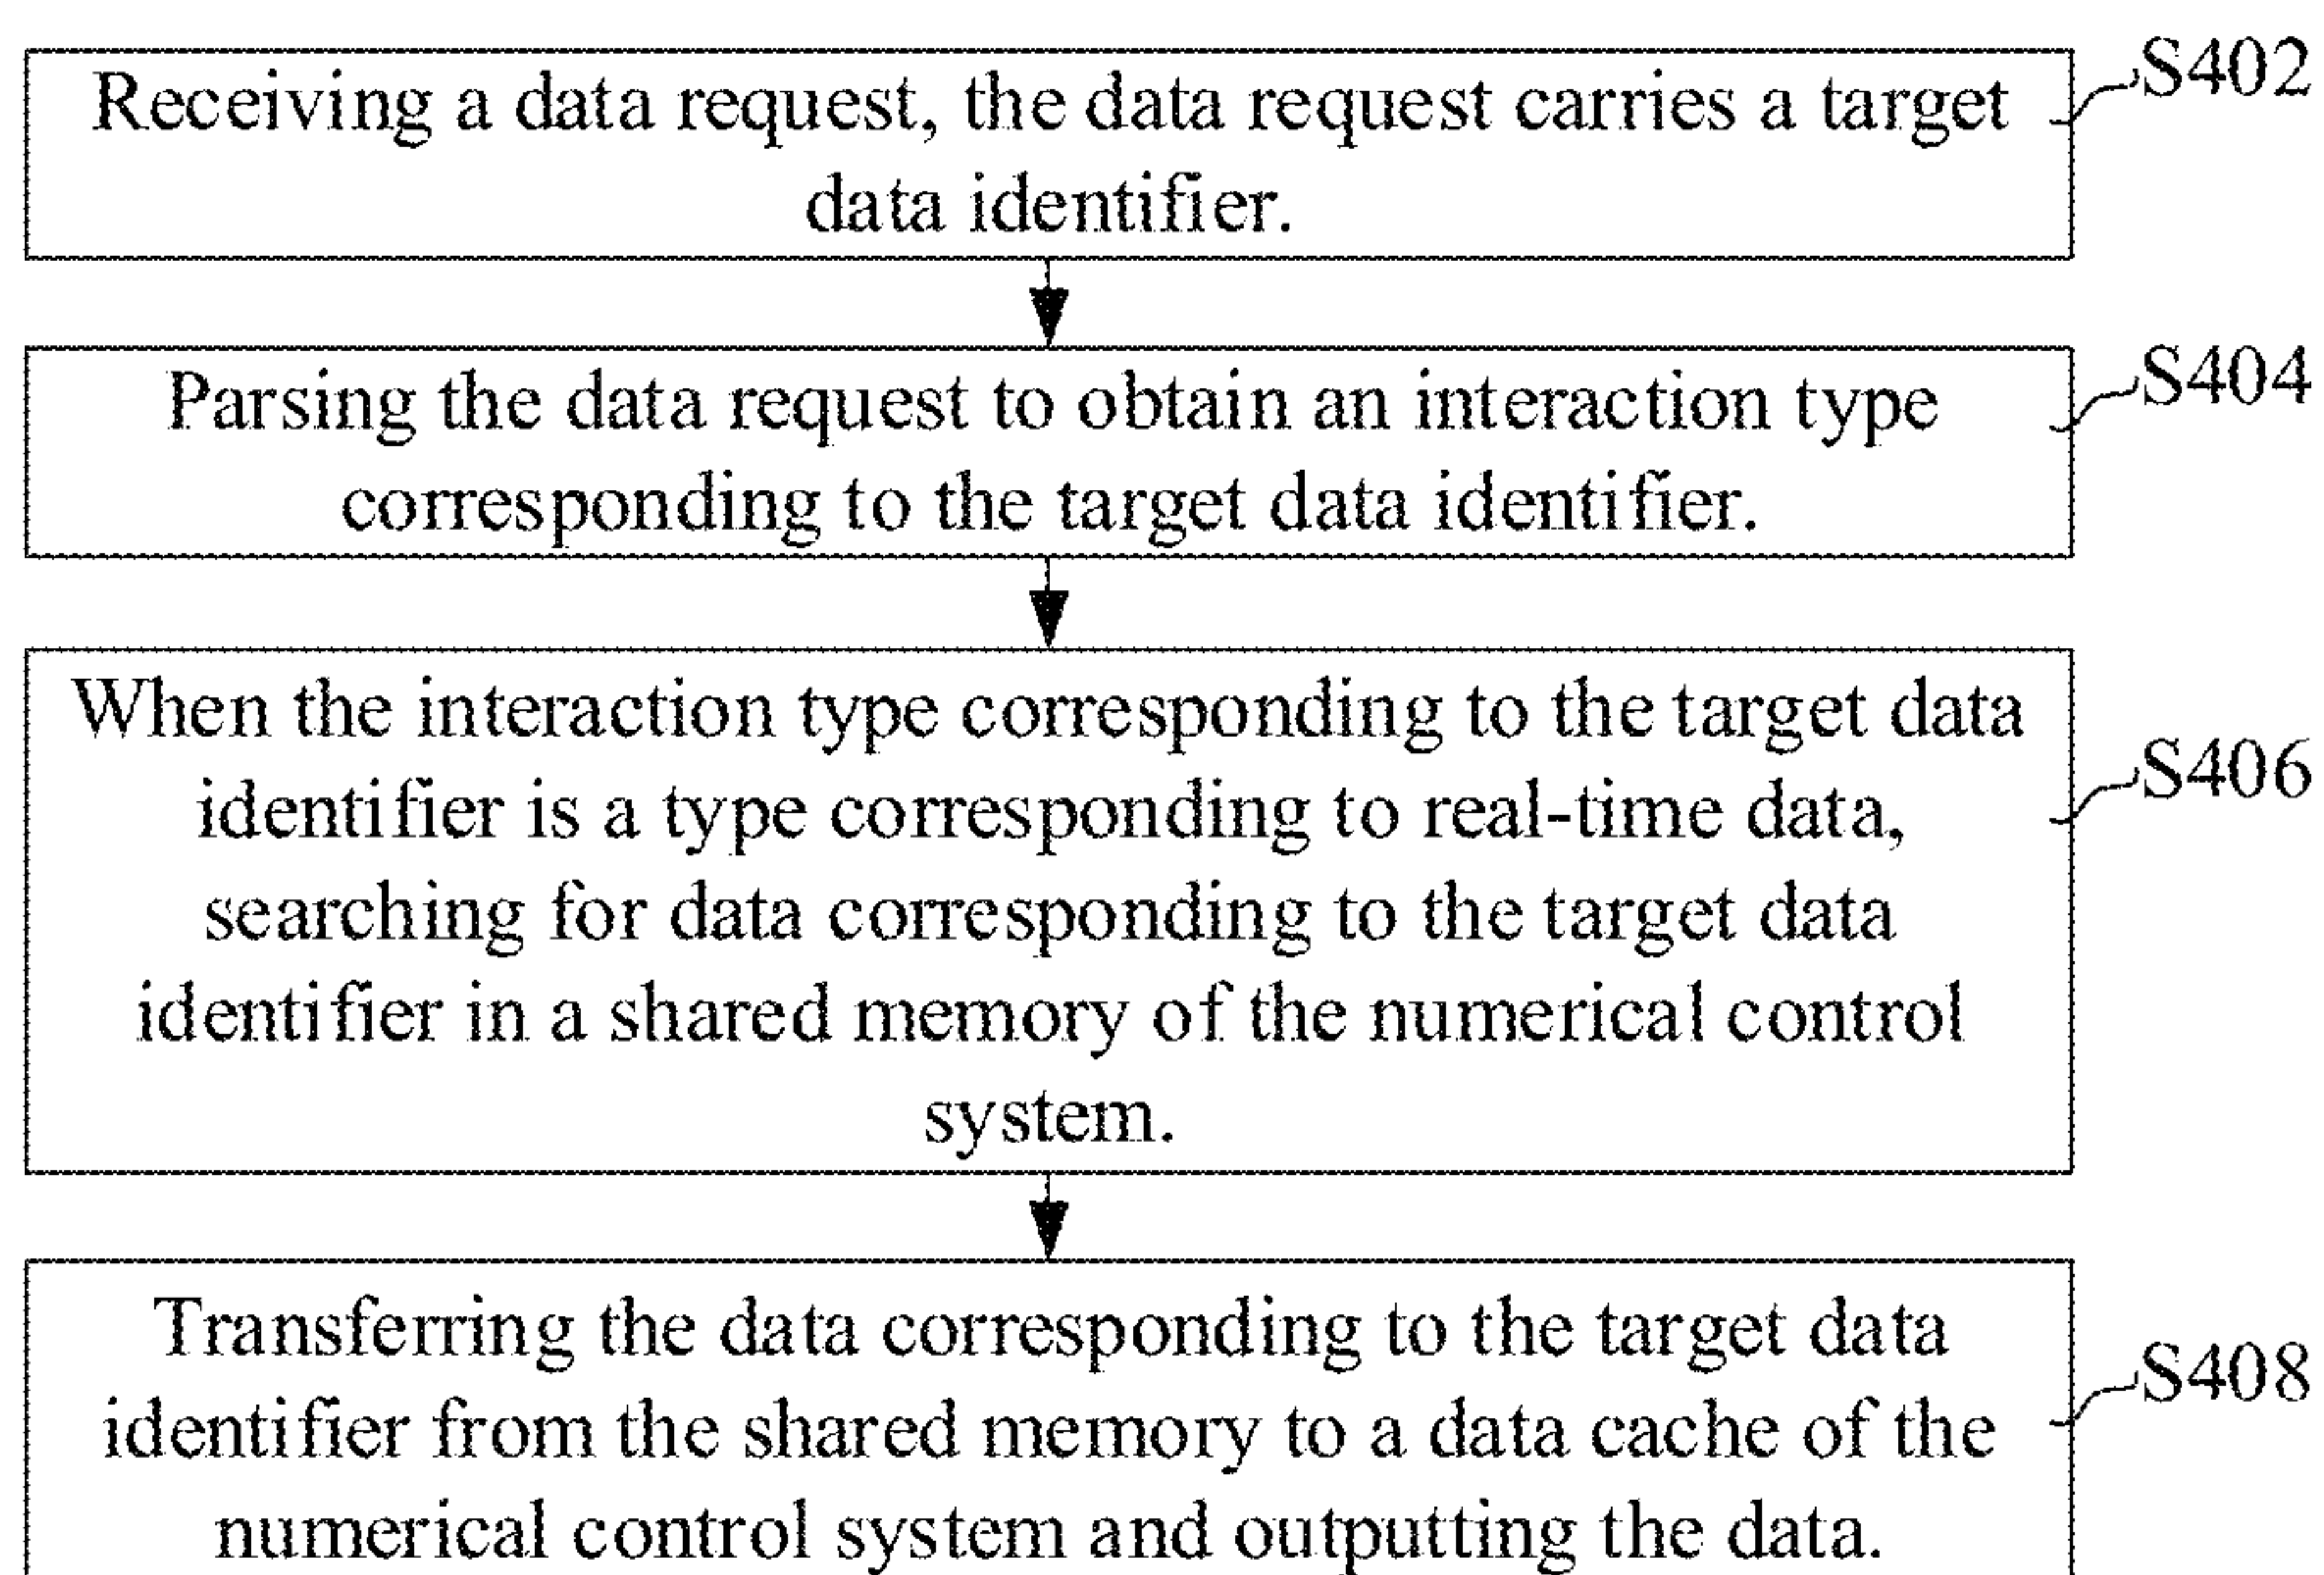 Receiving a data request, the data request carries a target
data identifier.
S402
Parsing the data request to obtain an interaction type
corresponding to the target data identifier.
S404
When the interaction type corresponding to the target data
identifier is a type corresponding to real-time data,
searching for data corresponding to the target data
identifier in a shared memory of the numerical control
system.
S406
Transferring the data corresponding to the target data
identifier from the shared memory to a data cache of the
numerical control system and outputting the data.
S408